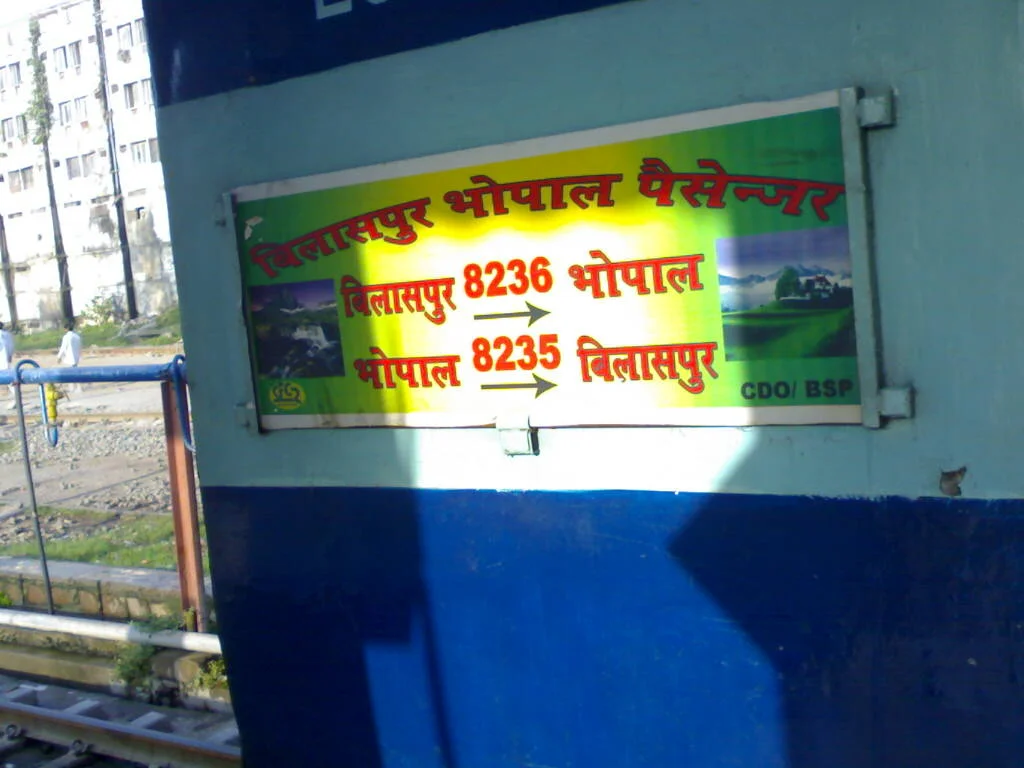 बिलासपुर भोपाल पैसेन्जर
बिलासपुर 8236 भोपाल
भोपाल 8235 बिलासपुर
CDO/ BSP